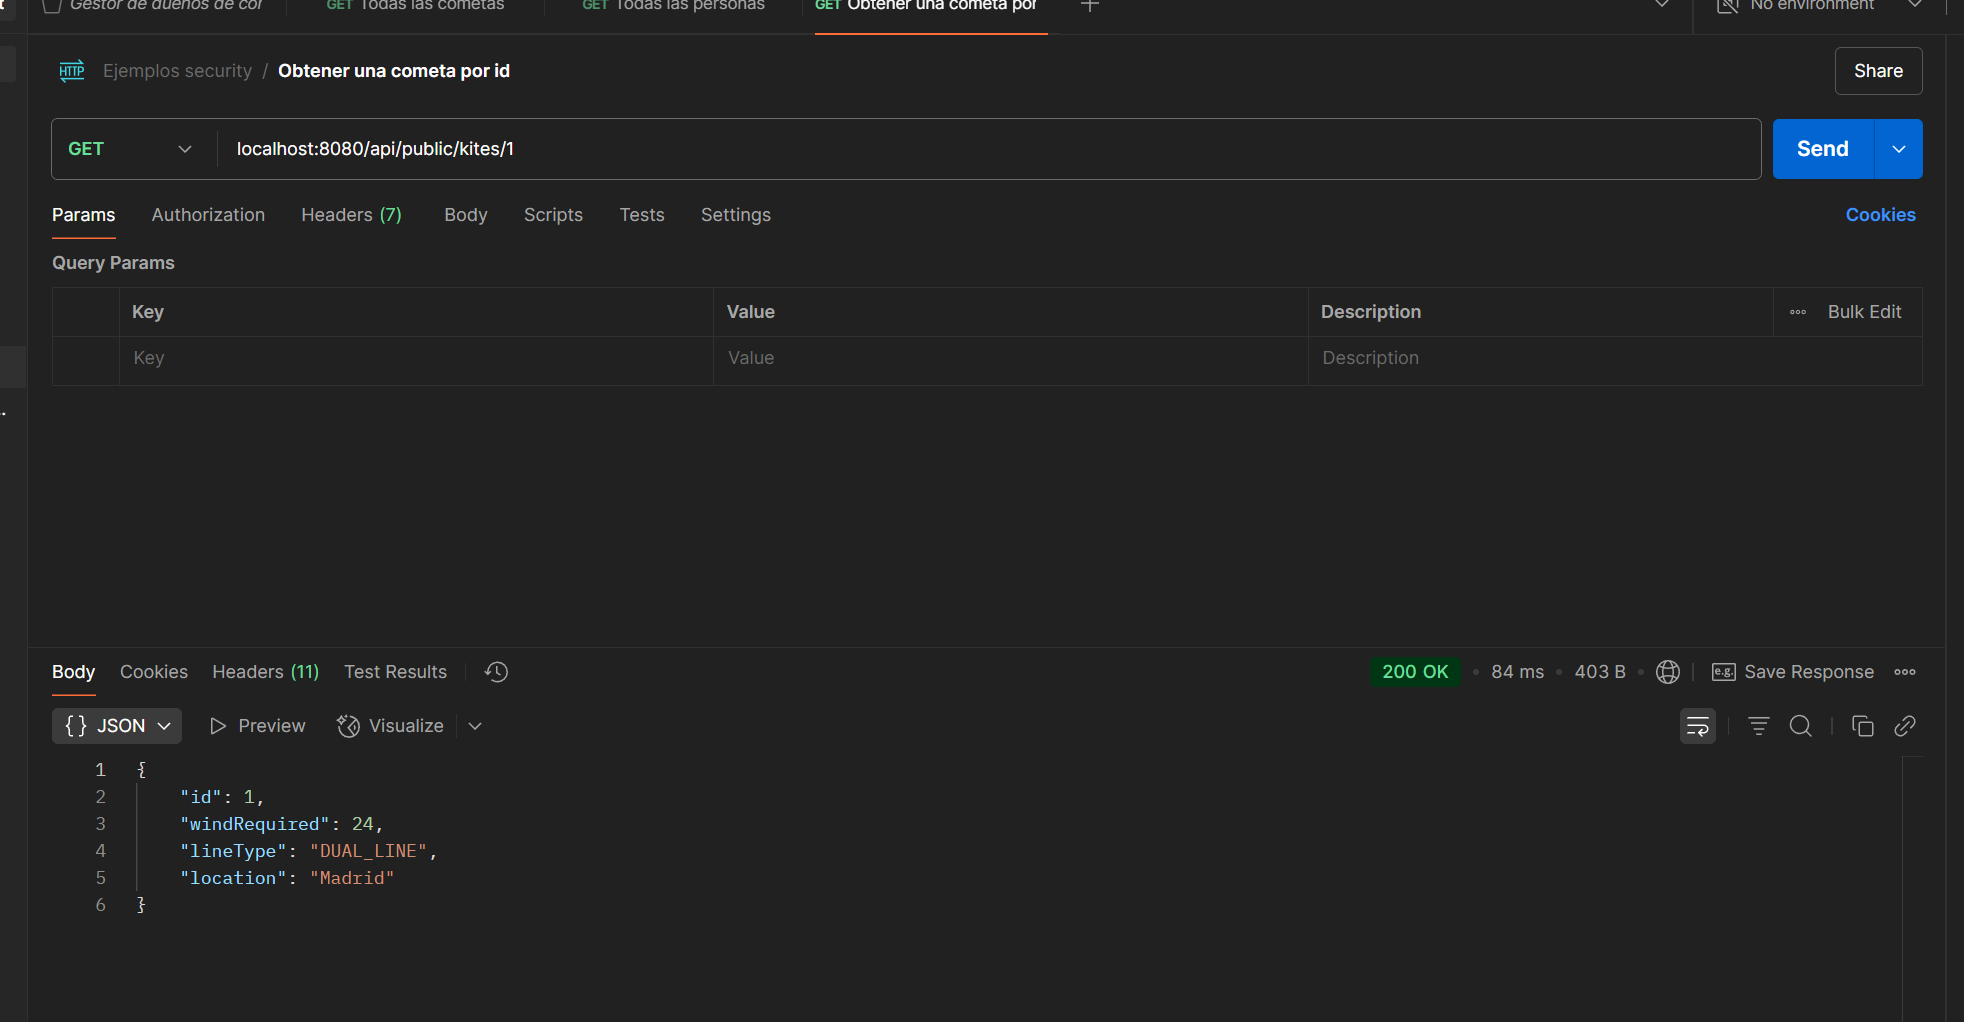 Gestor de dueños de cor
GET Todas las cometas
GET Todas las personas
GET Obtener una cometa por
No environment
HTTP Ejemplos security / Obtener una cometa por id
Share
GET localhost:8080/api/public/kites/1
Send
Params Authorization Headers (7) Body Scripts Tests Settings
Cookies
Query Params
Key Value Description Bulk Edit
Key Value Description
Body Cookies Headers (11) Test Results
200 OK • 84 ms • 403 B • e.g. Save Response
{} JSON Preview Visualize
1 {
2 "id": 1,
3 "windRequired": 24,
4 "lineType": "DUAL_LINE",
5 "location": "Madrid"
6 }